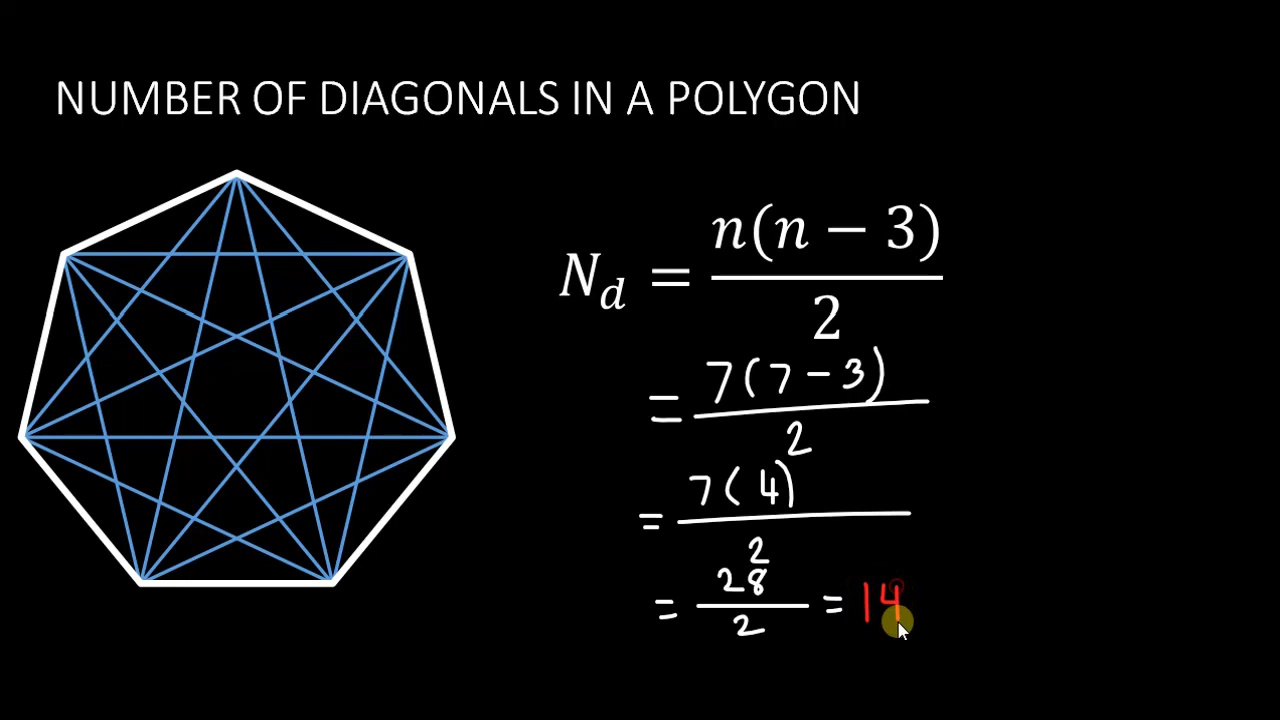 NUMBER OF DIAGONALS IN A POLYGON
N_d = n(n − 3) / 2
= 7(7 − 3) / 2
= 7(4) / 2
= 28 / 2 = 14